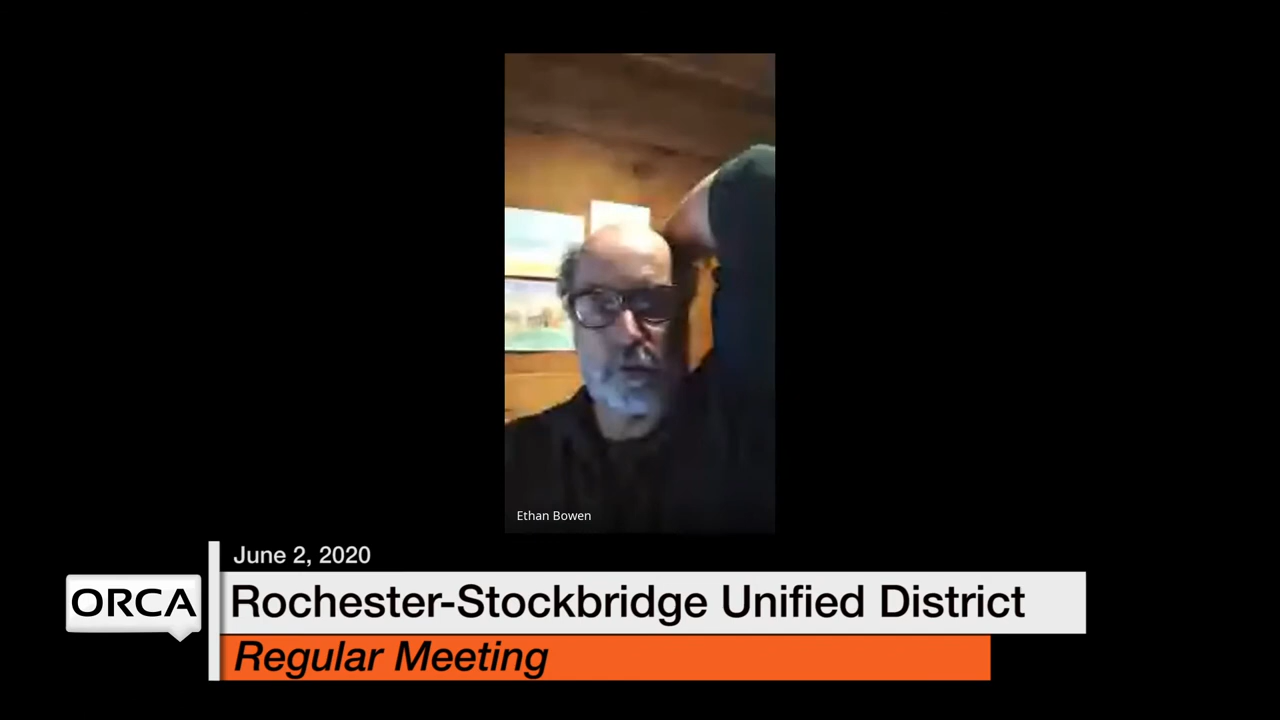 Ethan Bowen
June 2, 2020
ORCA
Rochester-Stockbridge Unified District
Regular Meeting